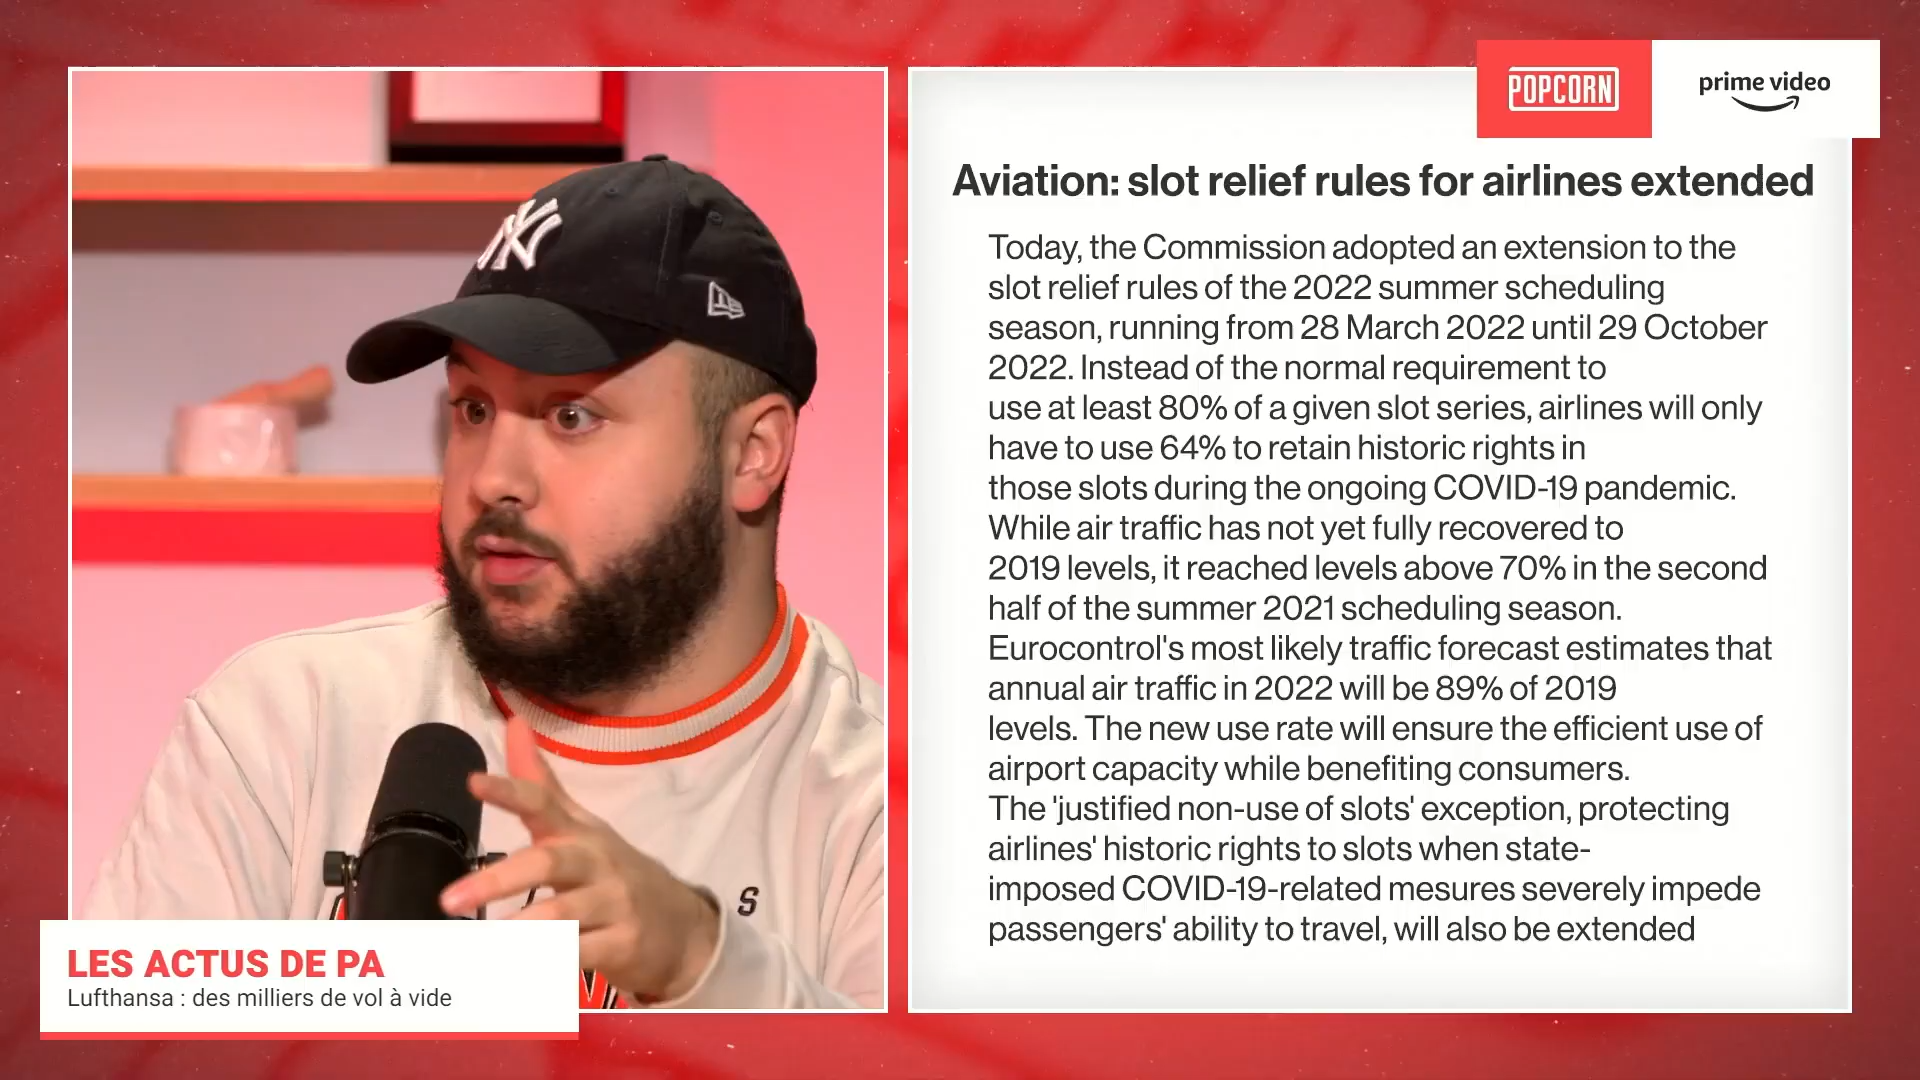 POPCORN
prime video
Aviation: slot relief rules for airlines extended
Today, the Commission adopted an extension to the
slot relief rules of the 2022 summer scheduling
season, running from 28 March 2022 until 29 October
2022. Instead of the normal requirement to
use at least 80% of a given slot series, airlines will only
have to use 64% to retain historic rights in
those slots during the ongoing COVID-19 pandemic.
While air traffic has not yet fully recovered to
2019 levels, it reached levels above 70% in the second
half of the summer 2021 scheduling season.
Eurocontrol's most likely traffic forecast estimates that
annual air traffic in 2022 will be 89% of 2019
levels. The new use rate will ensure the efficient use of
airport capacity while benefiting consumers.
The 'justified non-use of slots' exception, protecting
airlines' historic rights to slots when state-
imposed COVID-19-related mesures severely impede
passengers' ability to travel, will also be extended
NY
S
LES ACTUS DE PA
Lufthansa : des milliers de vol à vide